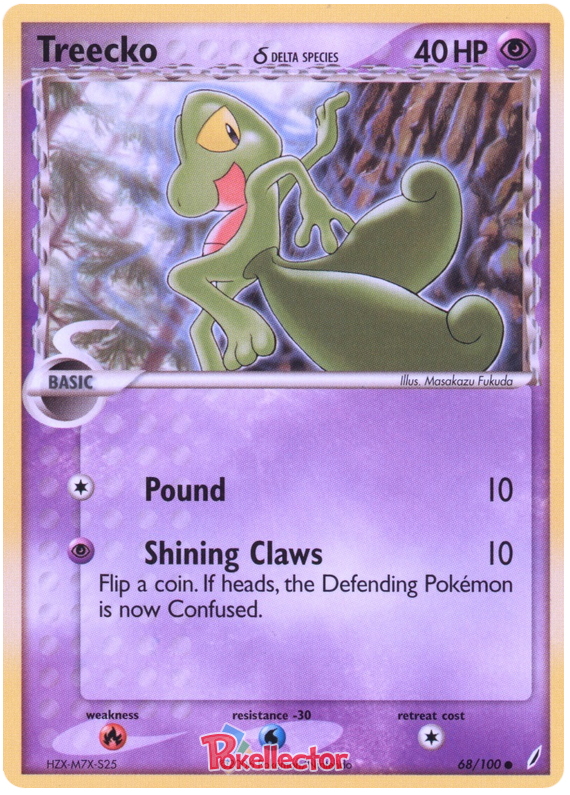 Treecko δ DELTA SPECIES 40 HP
BASIC
Illus. Masakazu Fukuda
Pound 10
Shining Claws 10
Flip a coin. If heads, the Defending Pokémon
is now Confused.
weakness resistance -30 retreat cost
HZX-M7X-S25 Pokellector 68/100 ●